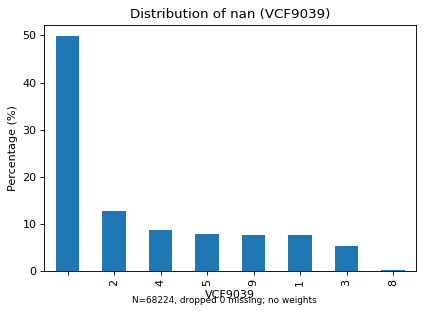 Distribution of nan (VCF9039)
Percentage (%)
50
40
30
20
10
0
2 4 5 9 1 3 8
VCF9039
N=68224, dropped 0 missing; no weights